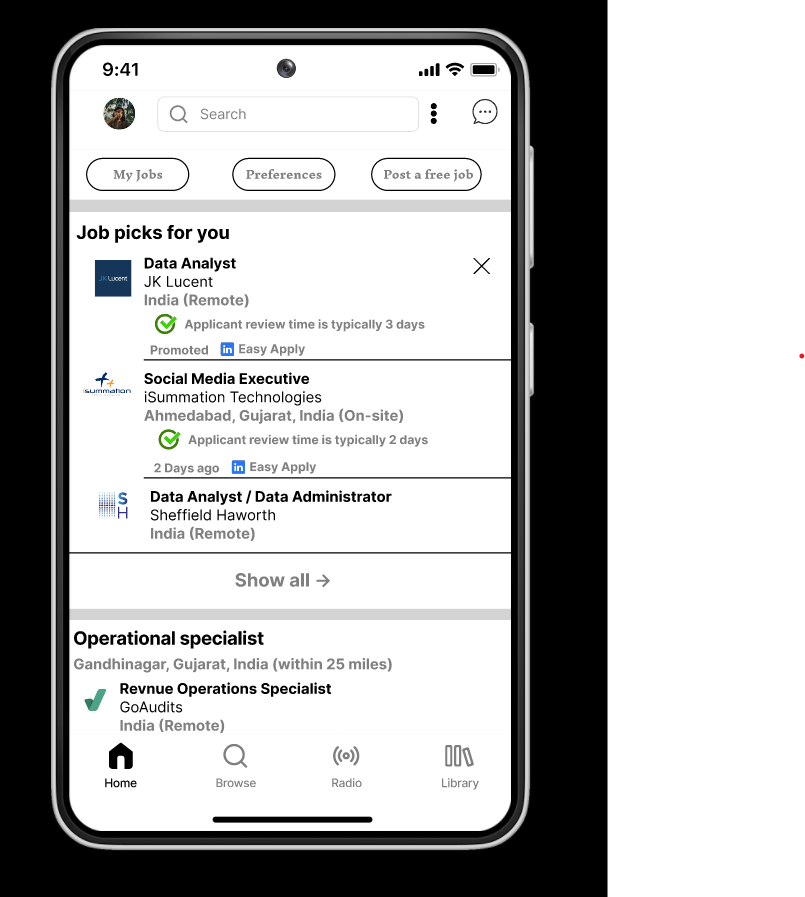 9:41
Search
My Jobs
Preferences
Post a free job
Job picks for you
JK Lucent
Data Analyst
JK Lucent
India (Remote)
Applicant review time is typically 3 days
Promoted in Easy Apply
iSummation
Social Media Executive
iSummation Technologies
Ahmedabad, Gujarat, India (On-site)
Applicant review time is typically 2 days
2 Days ago in Easy Apply
S
H
Data Analyst / Data Administrator
Sheffield Haworth
India (Remote)
Show all →
Operational specialist
Gandhinagar, Gujarat, India (within 25 miles)
Revnue Operations Specialist
GoAudits
India (Remote)
Home
Browse
Radio
Library